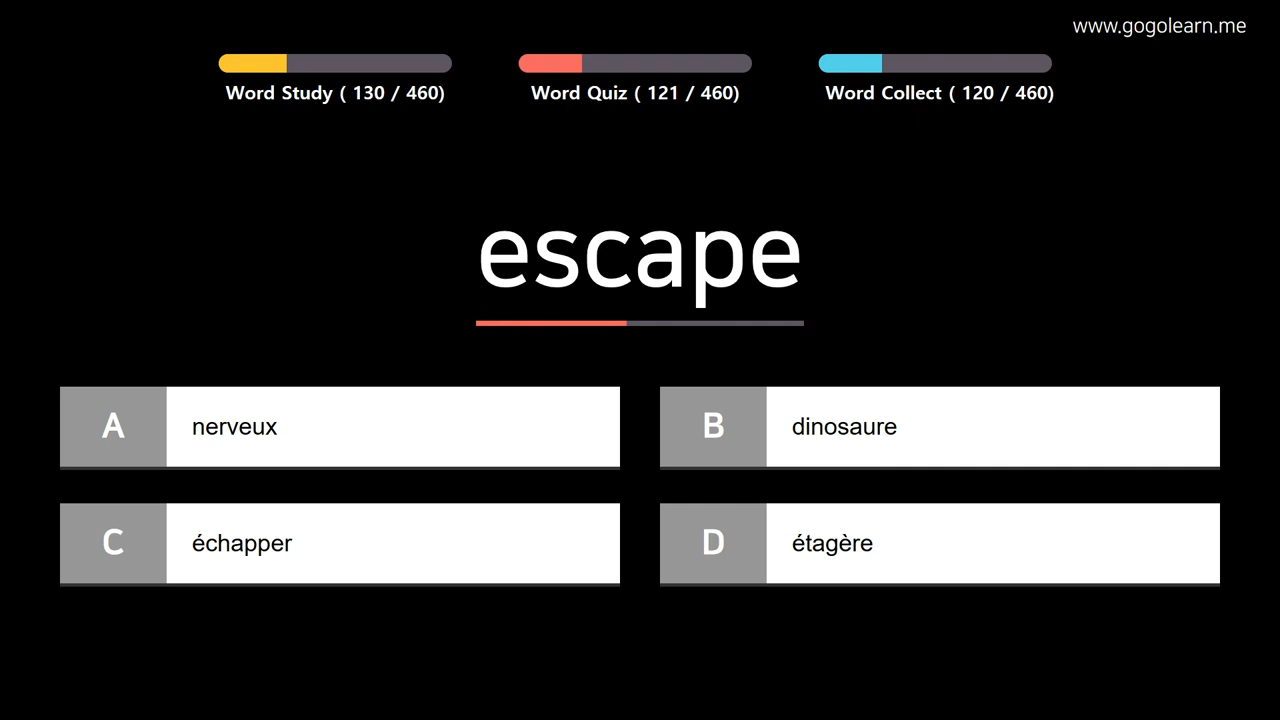 www.gogolearn.me
Word Study ( 130 / 460)
Word Quiz ( 121 / 460)
Word Collect ( 120 / 460)
escape
A nerveux
B dinosaure
C échapper
D étagère